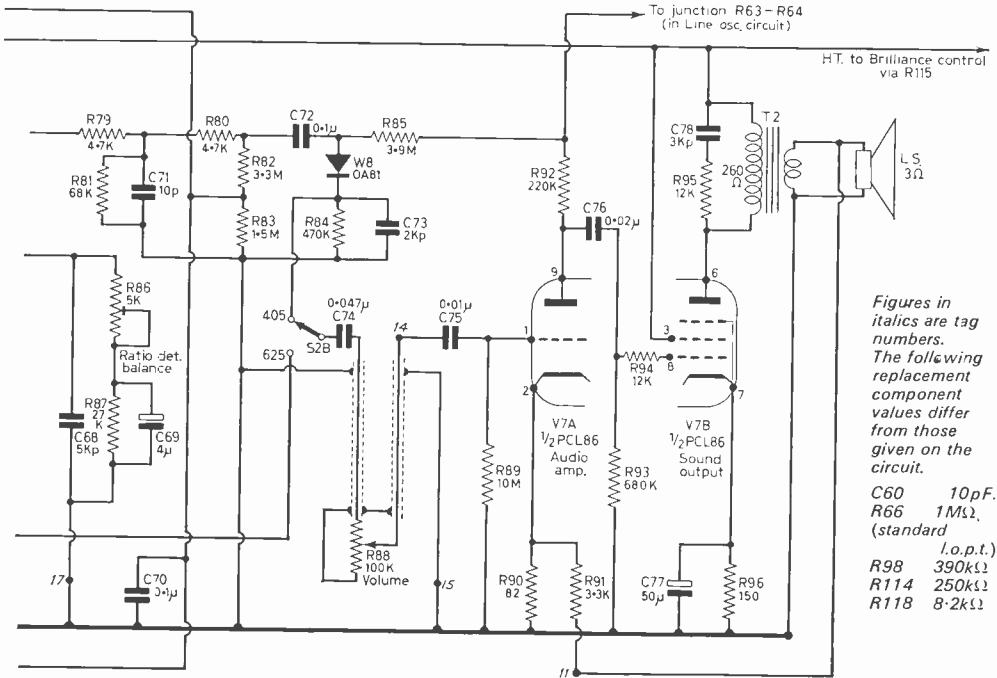 To junction R63-R64
(in Line osc. circuit)
HT. to Brilliance control
via R115
R79
4·7K
R80
4·7K
C72
0·1μ
R85
3·9M
R81
68K
C71
10p
R82
3·3M
W8
OA81
R83
1·5M
R84
470K
C73
2Kp
R92
220K
C76
0·02μ
C78
3Kp
R95
12K
T2
260
Ω
L.S.
3Ω
R86
5K
Ratio det.
balance
R87
27
K
C68
5Kp
C69
4μ
405
S2B
625
0·047μ
C74
14
0·01μ
C75
9
1
2
6
3
8
7
R94
12K
V7A
1/2PCL86
Audio
amp.
V7B
1/2PCL86
Sound
output
R89
10M
R93
680K
R88
100K
Volume
15
17
C70
0·1μ
R90
82
R91
3·3K
C77
50μ
R96
150
11
Figures in
italics are tag
numbers.
The following
replacement
component
values differ
from those
given on the
circuit.
C60 10pF.
R66 1MΩ,
(standard
l.o.p.t.)
R98 390kΩ
R114 250kΩ
R118 8·2kΩ